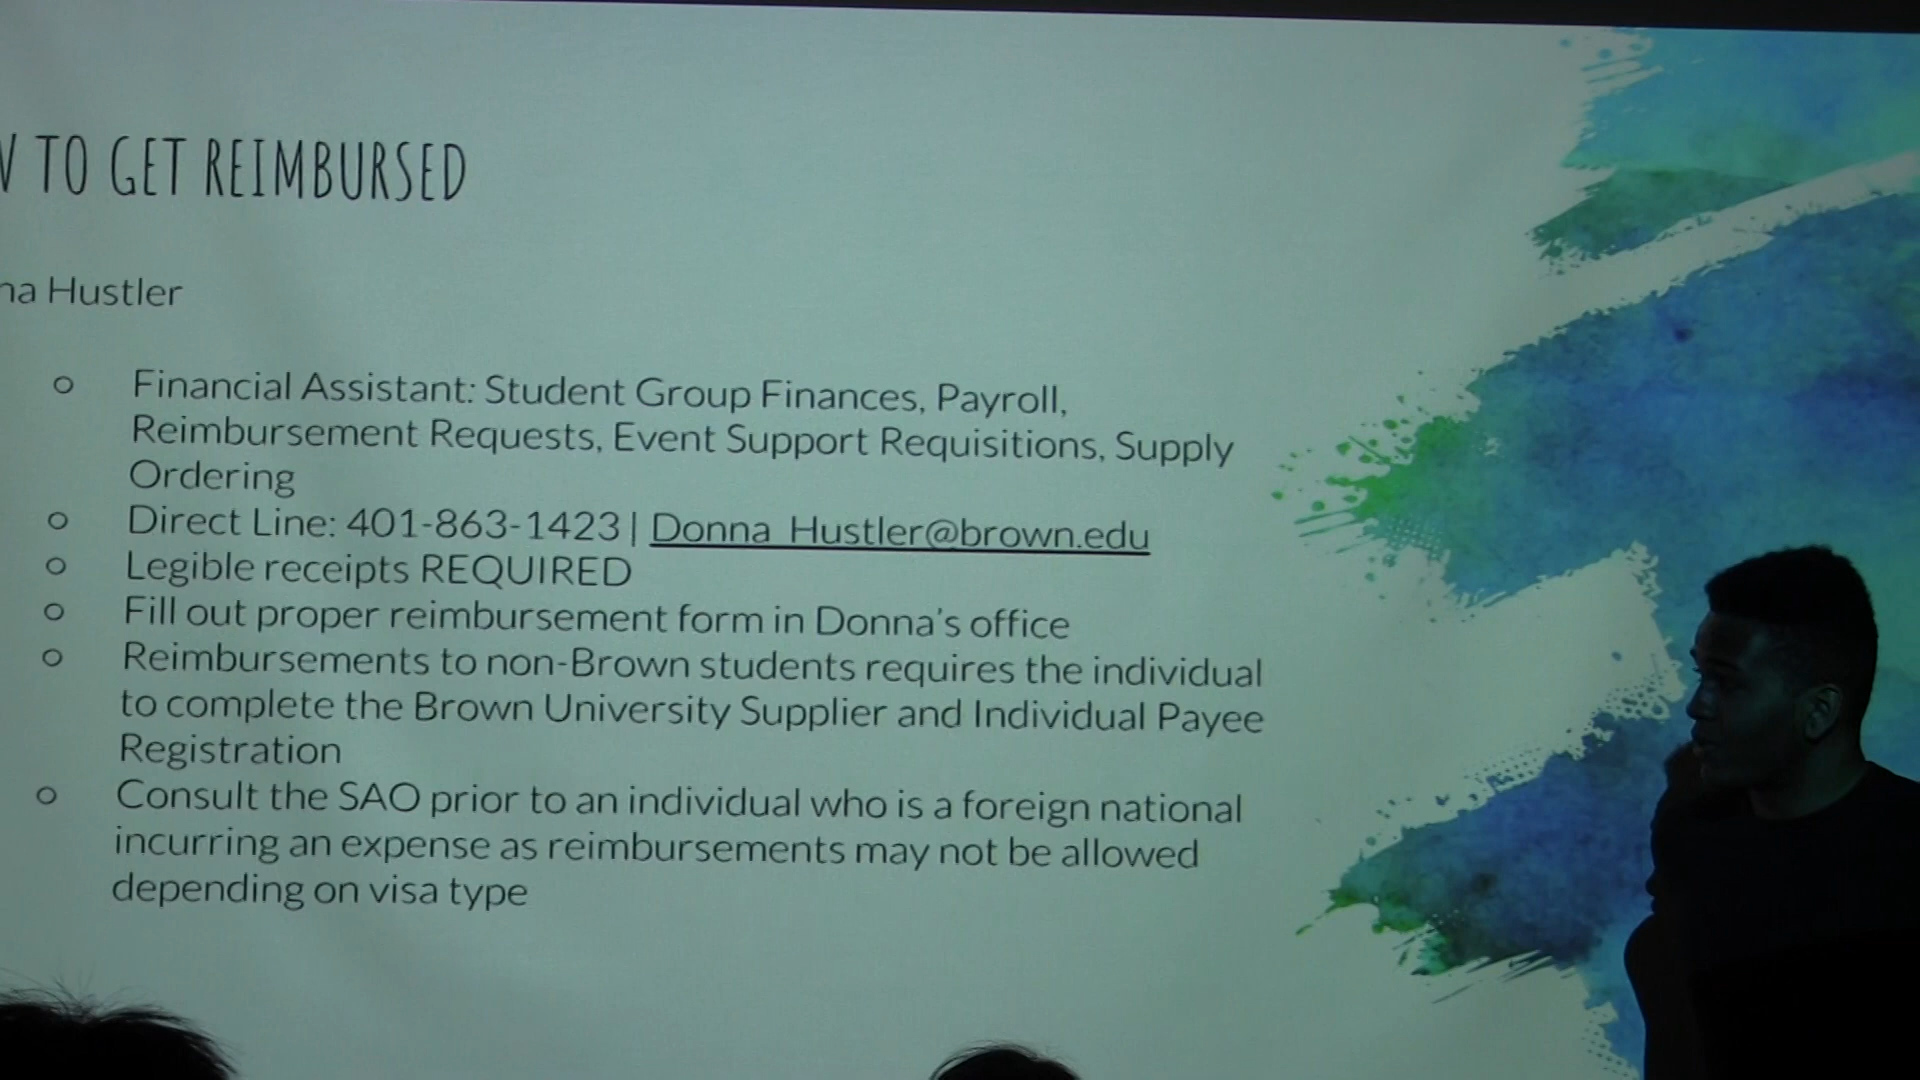 TO GET REIMBURSED
na Hustler
○ Financial Assistant: Student Group Finances, Payroll,
Reimbursement Requests, Event Support Requisitions, Supply
Ordering
○ Direct Line: 401-863-1423 | Donna_Hustler@brown.edu
○ Legible receipts REQUIRED
○ Fill out proper reimbursement form in Donna's office
○ Reimbursements to non-Brown students requires the individual
to complete the Brown University Supplier and Individual Payee
Registration
○ Consult the SAO prior to an individual who is a foreign national
incurring an expense as reimbursements may not be allowed
depending on visa type